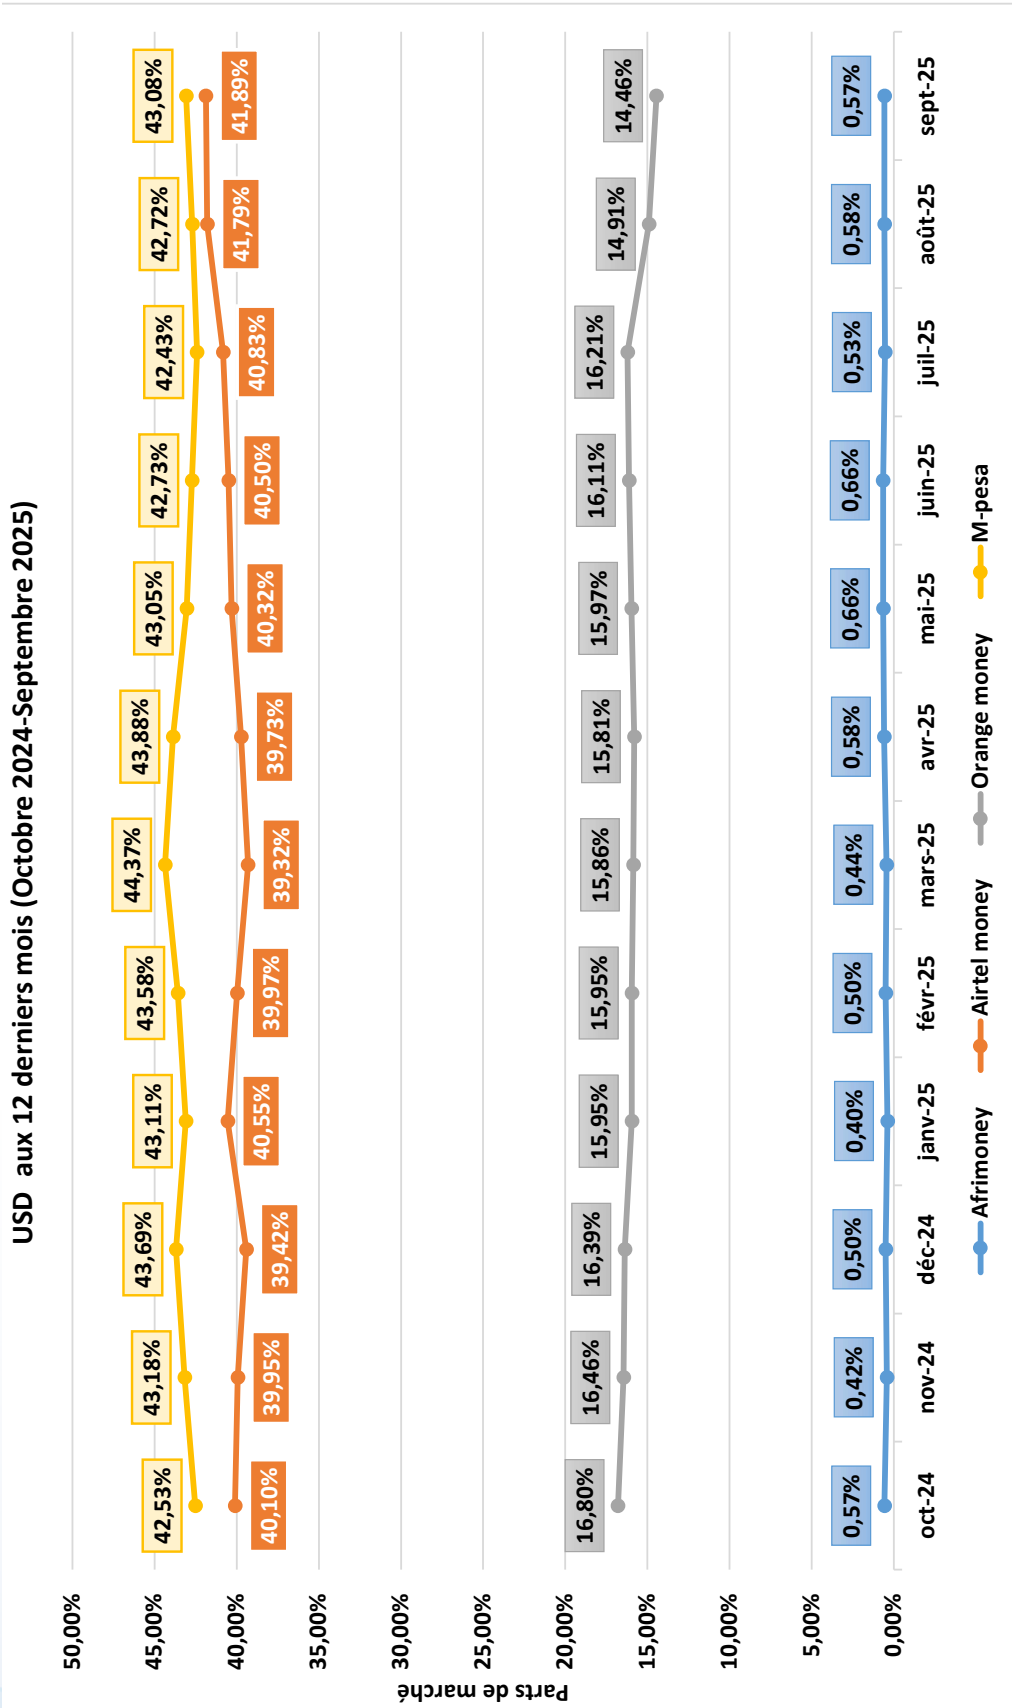 USD aux 12 derniers mois (Octobre 2024-Septembre 2025)
Parts de marché
50,00%
45,00%
40,00%
35,00%
30,00%
25,00%
20,00%
15,00%
10,00%
5,00%
0,00%
42,53% 43,18% 43,69% 43,11% 43,58% 44,37% 43,88% 43,05% 42,73% 42,43% 42,72% 43,08%
40,10% 39,95% 39,42% 40,55% 39,97% 39,32% 39,73% 40,32% 40,50% 40,83% 41,79% 41,89%
16,80% 16,46% 16,39% 15,95% 15,95% 15,86% 15,81% 15,97% 16,11% 16,21% 14,91% 14,46%
0,57% 0,42% 0,50% 0,40% 0,50% 0,44% 0,58% 0,66% 0,66% 0,53% 0,58% 0,57%
oct-24 nov-24 déc-24 janv-25 févr-25 mars-25 avr-25 mai-25 juin-25 juil-25 août-25 sept-25
Afrimoney Airtel money Orange money M-pesa